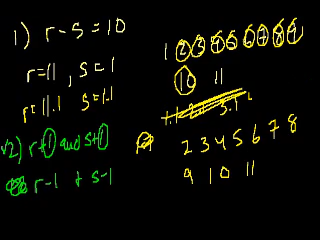 1) r-s=10
r=11, s=1
r=11.1 s=1.1
√2) r+1 and s+1
r-1 + s-1
1 2 3 4 5 6 7 8 9
10 11
2 3 4 5 6 7 8
9 10 11